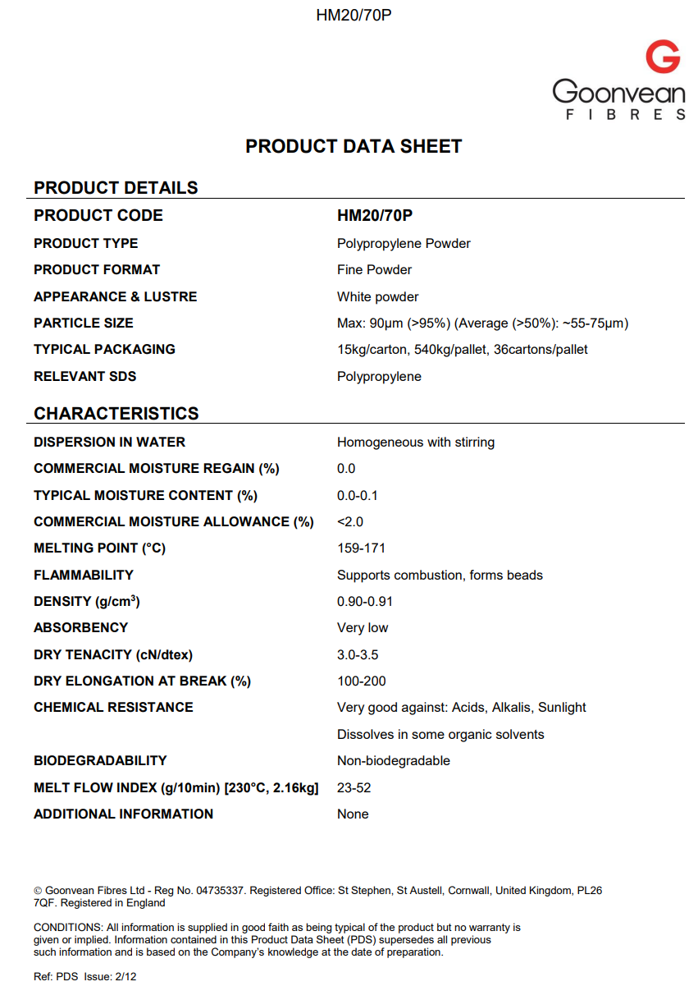 HM20/70P
G
Goonvean
FIBRES
PRODUCT DATA SHEET
PRODUCT DETAILS
PRODUCT CODE HM20/70P
PRODUCT TYPE Polypropylene Powder
PRODUCT FORMAT Fine Powder
APPEARANCE & LUSTRE White powder
PARTICLE SIZE Max: 90µm (>95%) (Average (>50%): ~55-75µm)
TYPICAL PACKAGING 15kg/carton, 540kg/pallet, 36cartons/pallet
RELEVANT SDS Polypropylene
CHARACTERISTICS
DISPERSION IN WATER Homogeneous with stirring
COMMERCIAL MOISTURE REGAIN (%) 0.0
TYPICAL MOISTURE CONTENT (%) 0.0-0.1
COMMERCIAL MOISTURE ALLOWANCE (%) <2.0
MELTING POINT (°C) 159-171
FLAMMABILITY Supports combustion, forms beads
DENSITY (g/cm³) 0.90-0.91
ABSORBENCY Very low
DRY TENACITY (cN/dtex) 3.0-3.5
DRY ELONGATION AT BREAK (%) 100-200
CHEMICAL RESISTANCE Very good against: Acids, Alkalis, Sunlight
Dissolves in some organic solvents
BIODEGRADABILITY Non-biodegradable
MELT FLOW INDEX (g/10min) [230°C, 2.16kg] 23-52
ADDITIONAL INFORMATION None
© Goonvean Fibres Ltd - Reg No. 04735337. Registered Office: St Stephen, St Austell, Cornwall, United Kingdom, PL26
7QF. Registered in England
CONDITIONS: All information is supplied in good faith as being typical of the product but no warranty is
given or implied. Information contained in this Product Data Sheet (PDS) supersedes all previous
such information and is based on the Company's knowledge at the date of preparation.
Ref: PDS Issue: 2/12